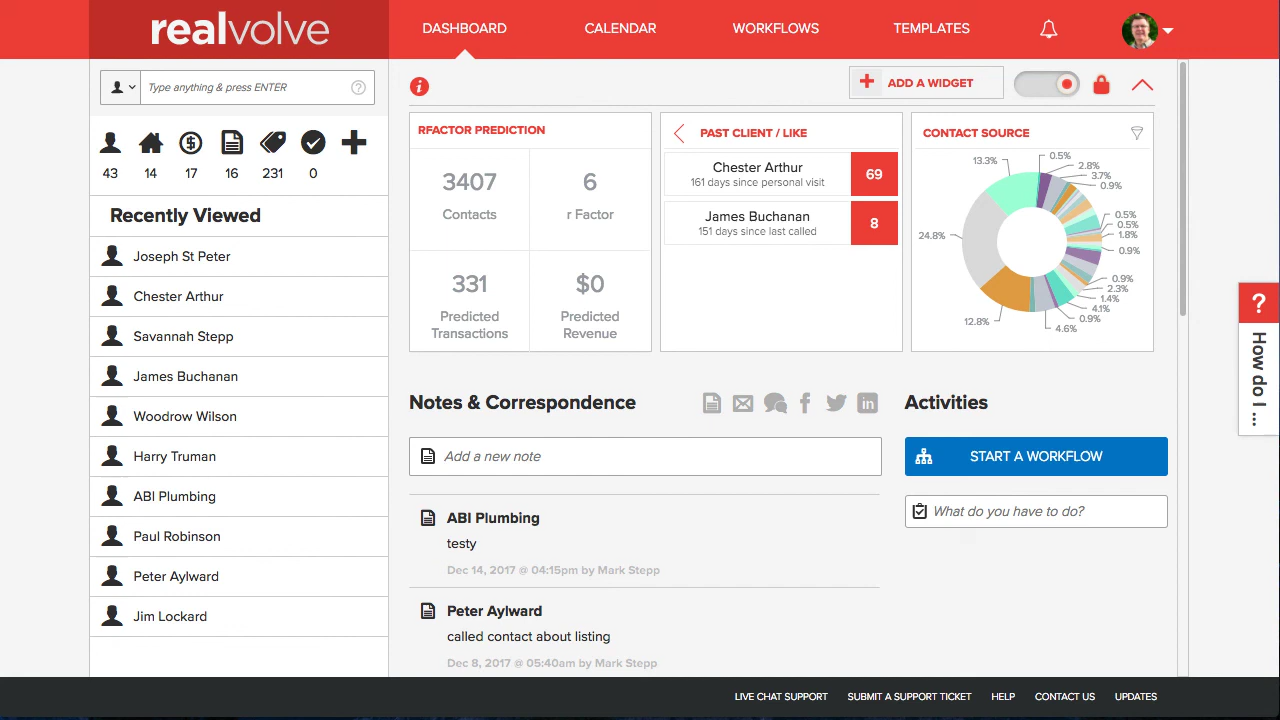 realvolve
DASHBOARD
CALENDAR
WORKFLOWS
TEMPLATES
Type anything & press ENTER
?
43
14
17
16
231
0
Recently Viewed
Joseph St Peter
Chester Arthur
Savannah Stepp
James Buchanan
Woodrow Wilson
Harry Truman
ABI Plumbing
Paul Robinson
Peter Aylward
Jim Lockard
i
ADD A WIDGET
RFACTOR PREDICTION
3407
Contacts
6
r Factor
331
Predicted
Transactions
$0
Predicted
Revenue
PAST CLIENT / LIKE
Chester Arthur
161 days since personal visit
69
James Buchanan
151 days since last called
8
CONTACT SOURCE
13.3%
0.5%
2.8%
3.7%
0.9%
0.5%
0.5%
1.8%
0.9%
24.8%
0.9%
2.3%
1.4%
4.1%
0.9%
4.6%
12.8%
Notes & Correspondence
Add a new note
ABI Plumbing
testy
Dec 14, 2017 @ 04:15pm by Mark Stepp
Peter Aylward
called contact about listing
Dec 8, 2017 @ 05:40am by Mark Stepp
Activities
START A WORKFLOW
What do you have to do?
?
How do I ...
LIVE CHAT SUPPORT
SUBMIT A SUPPORT TICKET
HELP
CONTACT US
UPDATES